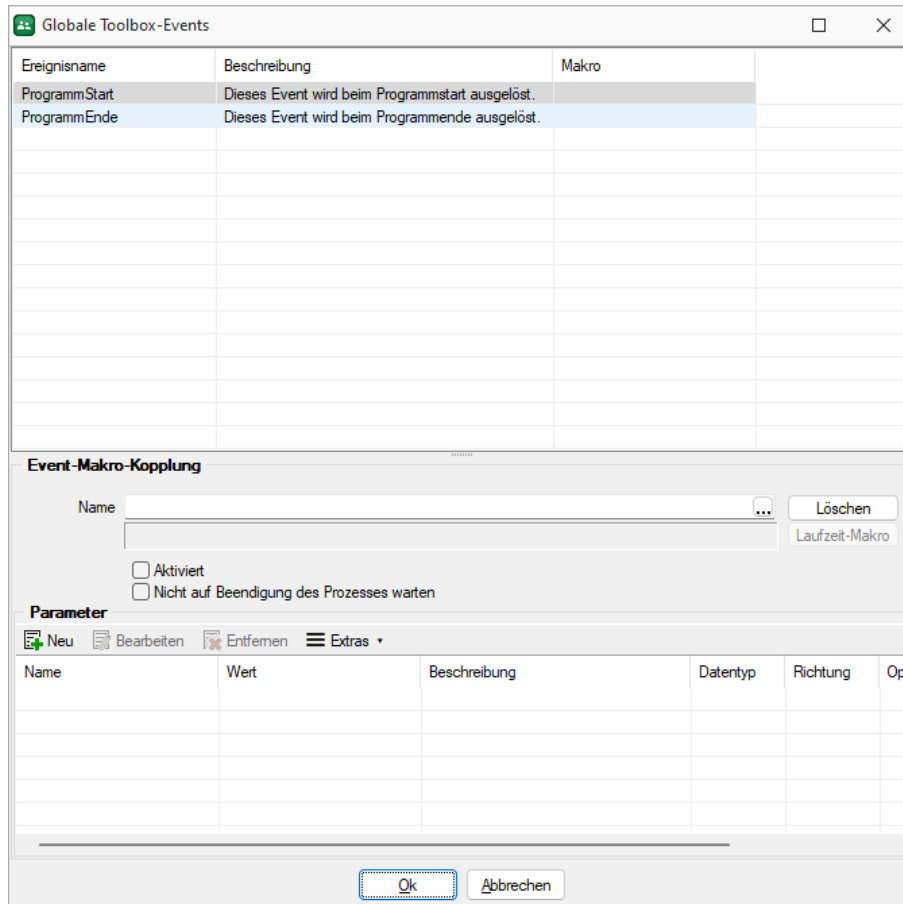 Globale Toolbox-Events
Ereignisname Beschreibung Makro
ProgrammStart Dieses Event wird beim Programmstart ausgelöst.
ProgrammEnde Dieses Event wird beim Programmende ausgelöst.
Event-Makro-Kopplung
Name ... Löschen
Laufzeit-Makro
Aktiviert
Nicht auf Beendigung des Prozesses warten
Parameter
Neu Bearbeiten Entfernen Extras
Name Wert Beschreibung Datentyp Richtung Op
Ok Abbrechen